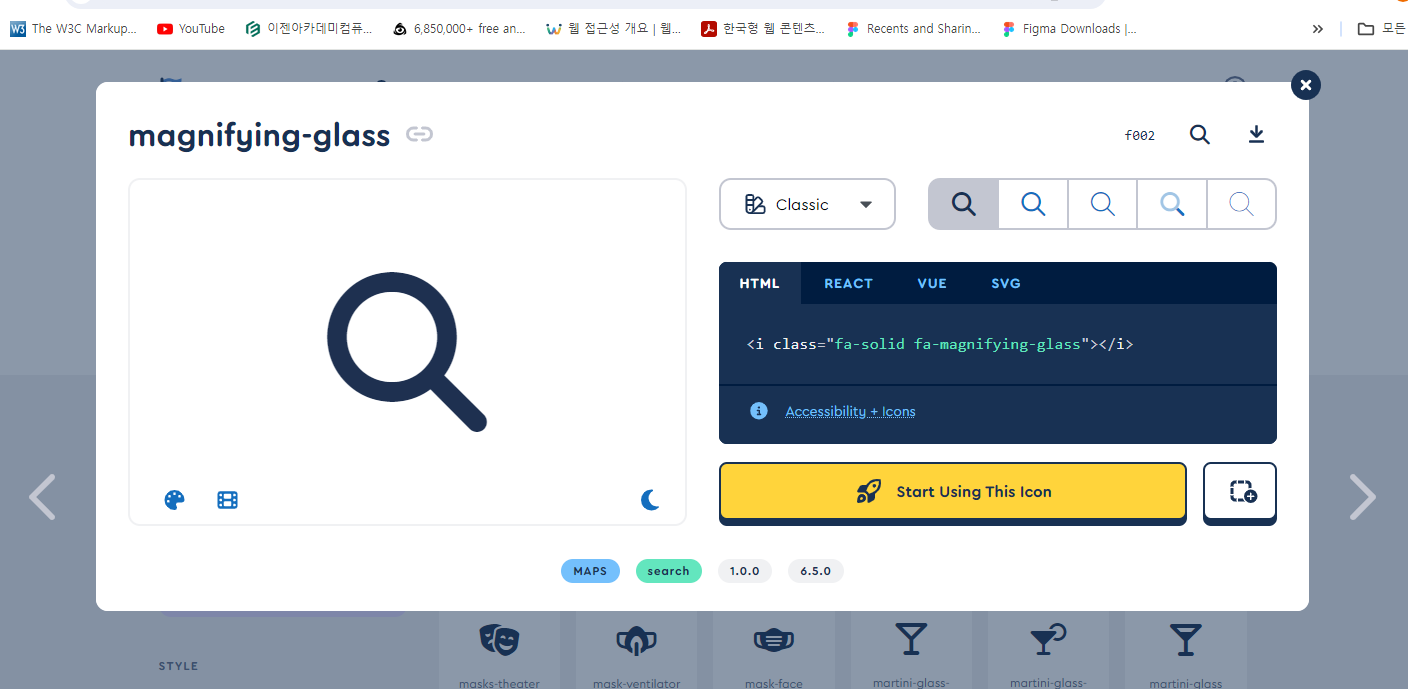 The W3C Markup...
YouTube
이젠아카데미컴퓨...
6,850,000+ free an...
웹 접근성 개요 | 웹...
한국형 웹 콘텐츠...
Recents and Sharin...
Figma Downloads |...
»
모든
magnifying-glass
f002
Classic
HTML REACT VUE SVG
<i class="fa-solid fa-magnifying-glass"></i>
Accessibility + Icons
Start Using This Icon
MAPS search 1.0.0 6.5.0
STYLE
masks-theater
mask-ventilator
mask-face
martini-glass-
martini-glass-
martini-glass